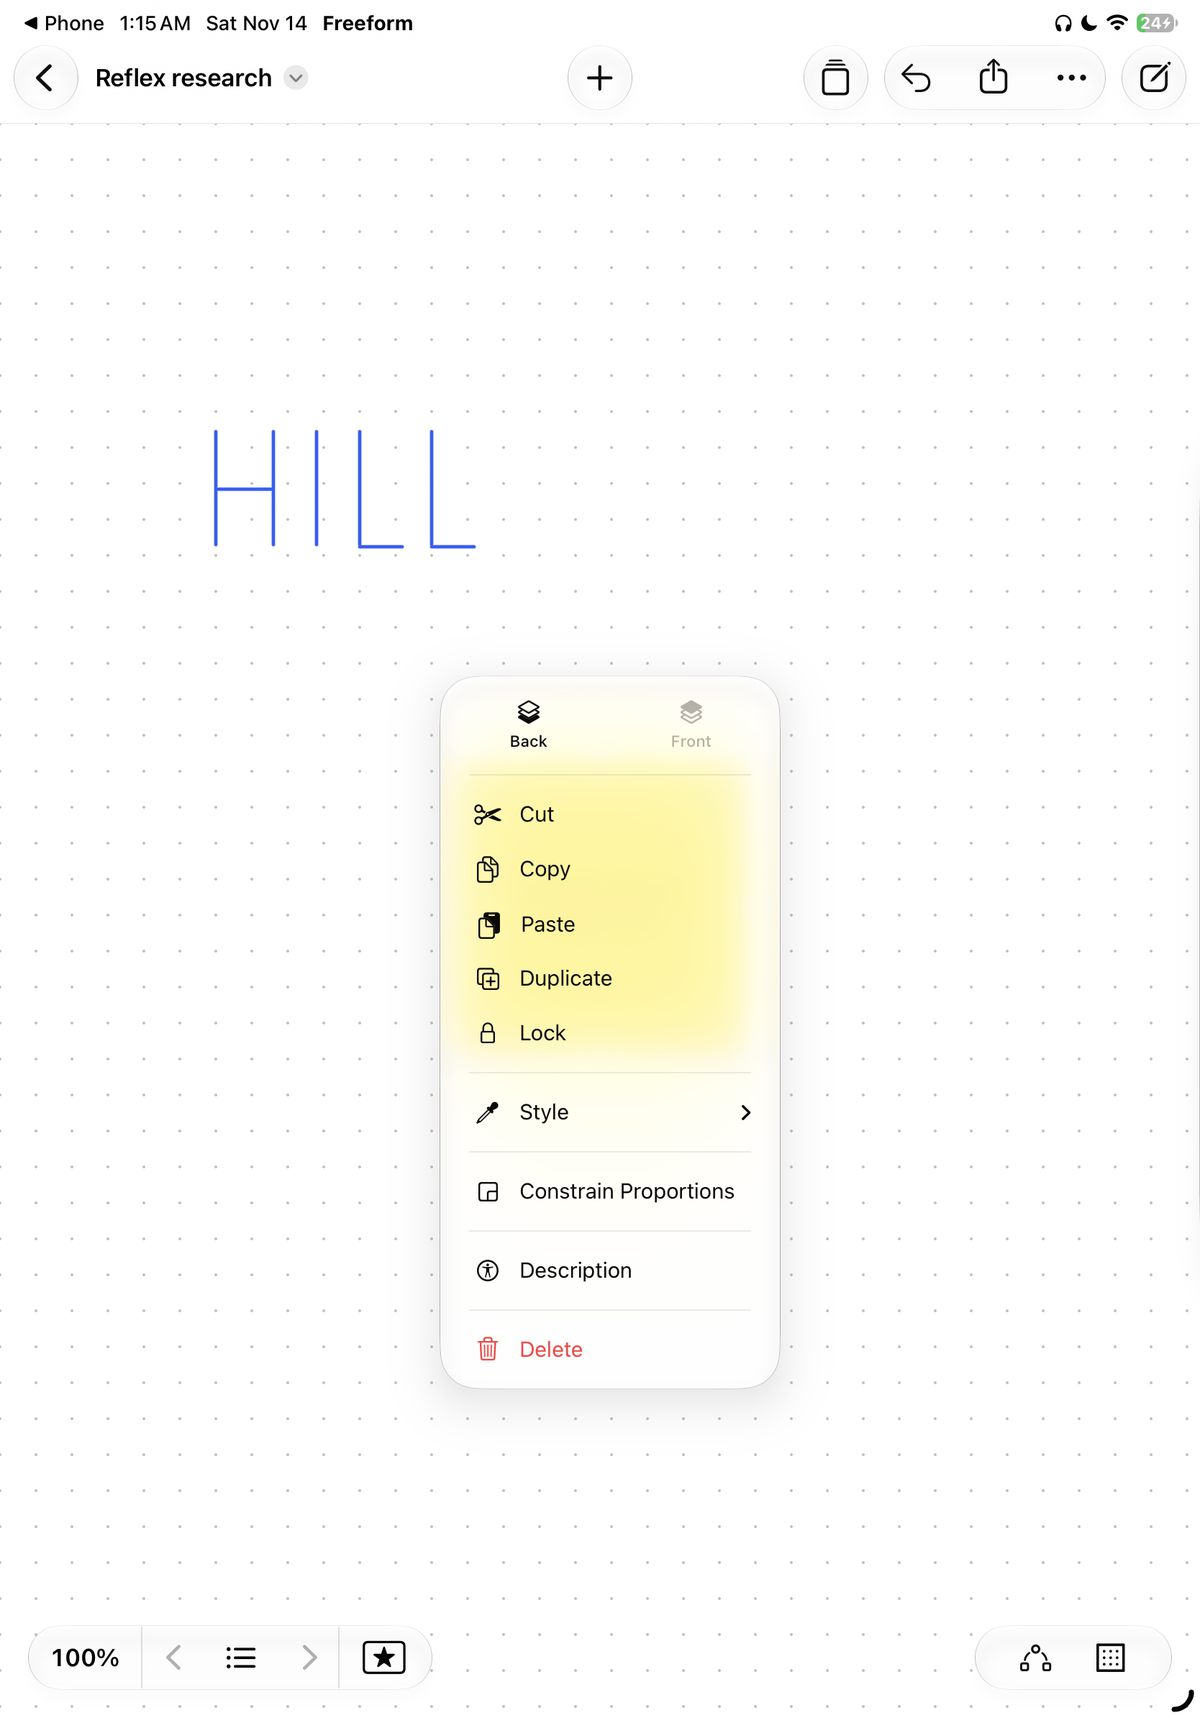 Phone 1:15 AM Sat Nov 14 Freeform 24
Reflex research
HILL
Back Front
Cut
Copy
Paste
Duplicate
Lock
Style
Constrain Proportions
Description
Delete
100%